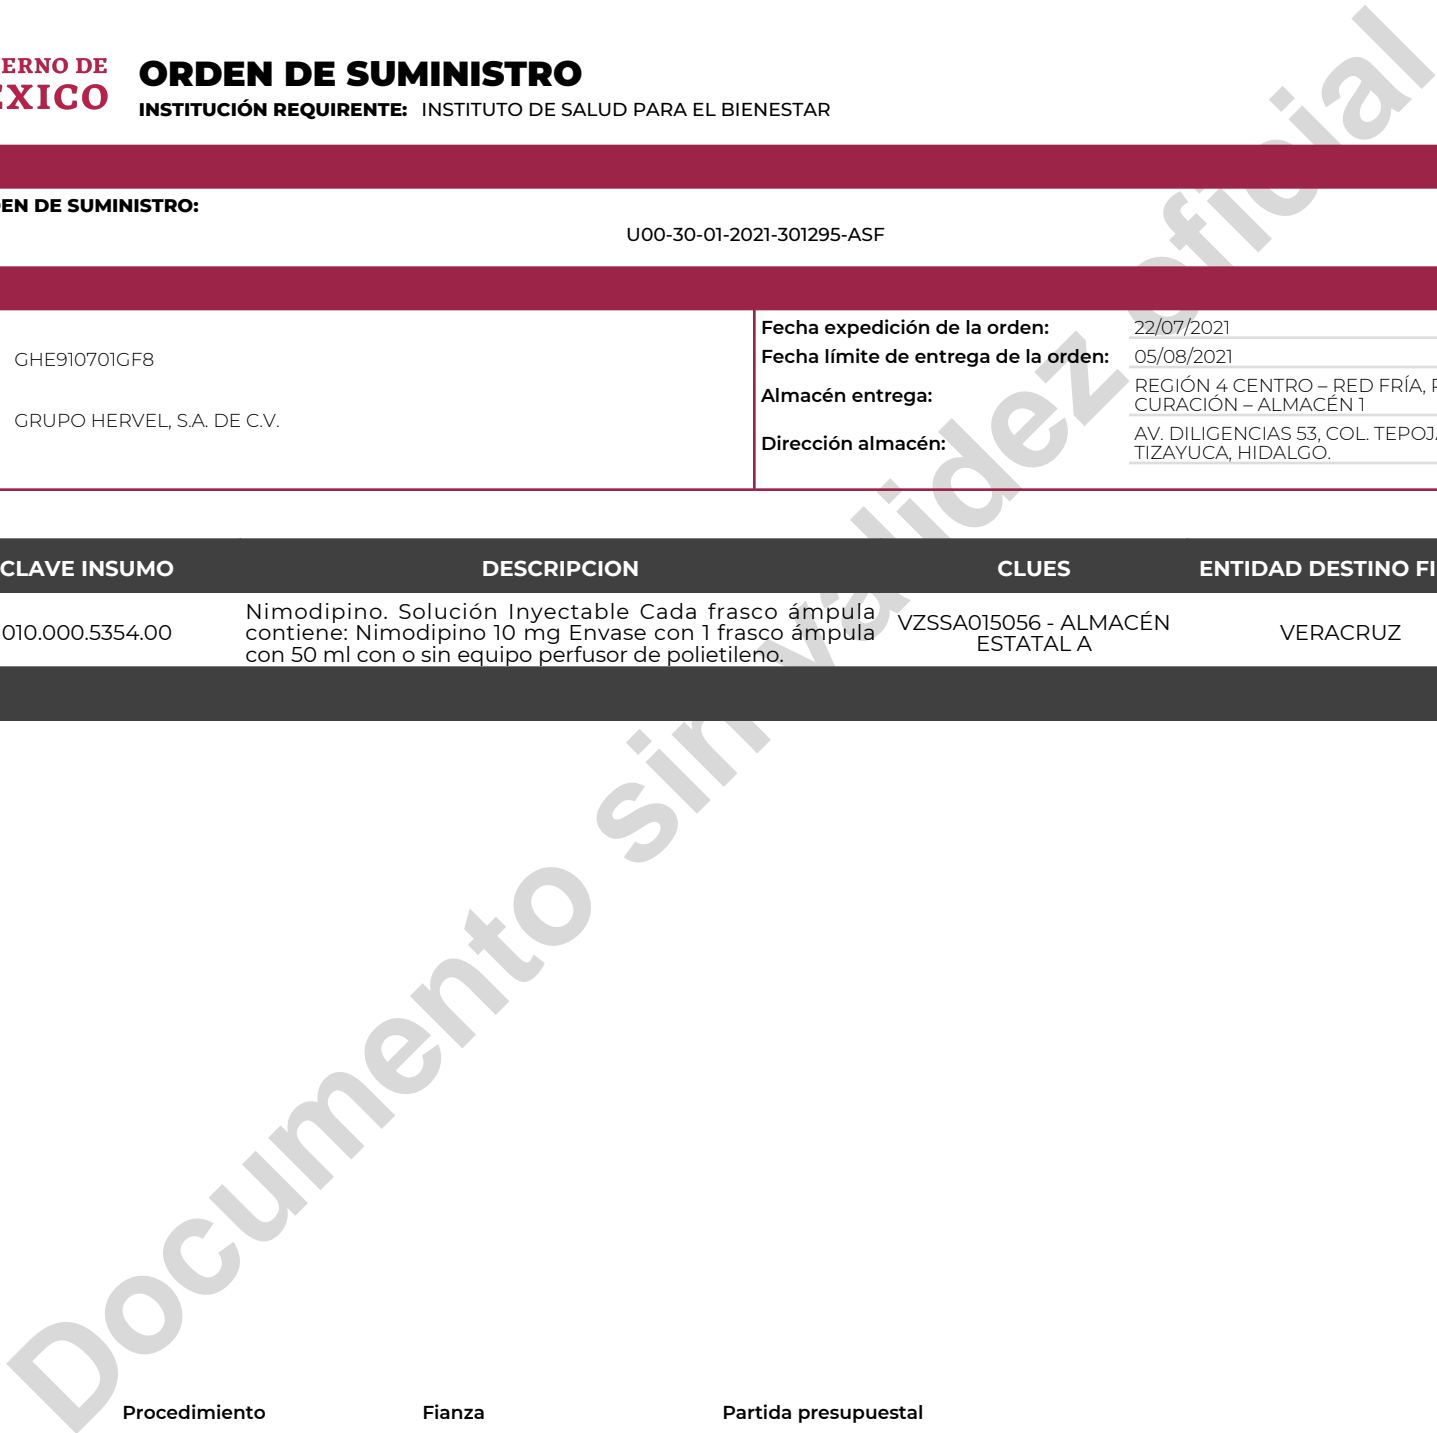 ERNO DE
ÉXICO
ORDEN DE SUMINISTRO
INSTITUCIÓN REQUIRENTE: INSTITUTO DE SALUD PARA EL BIENESTAR
EN DE SUMINISTRO:
U00-30-01-2021-301295-ASF
GHE910701GF8
GRUPO HERVEL, S.A. DE C.V.
Fecha expedición de la orden: 22/07/2021
Fecha límite de entrega de la orden: 05/08/2021
Almacén entrega: REGIÓN 4 CENTRO – RED FRÍA,
CURACIÓN – ALMACÉN 1
Dirección almacén: AV. DILIGENCIAS 53, COL. TEPOJ
TIZAYUCA, HIDALGO.
CLAVE INSUMO DESCRIPCION CLUES ENTIDAD DESTINO FI
010.000.5354.00
Nimodipino. Solución Inyectable Cada frasco ámpula
contiene: Nimodipino 10 mg Envase con 1 frasco ámpula
con 50 ml con o sin equipo perfusor de polietileno.
VZSSA015056 - ALMACÉN
ESTATAL A
VERACRUZ
Documento sin validez oficial
Procedimiento Fianza Partida presupuestal